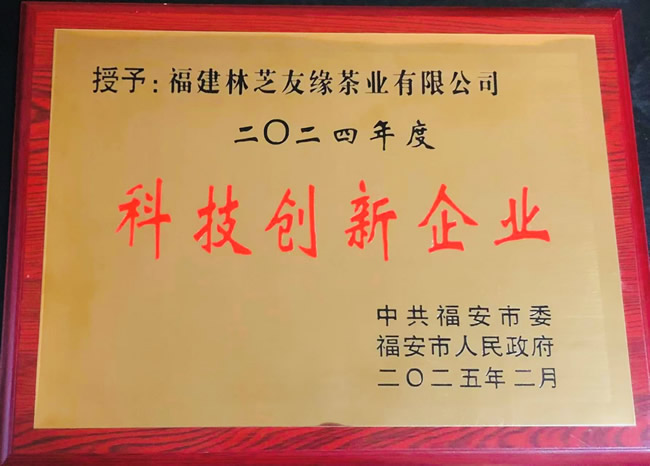 授予：福建林芝友缘茶业有限公司
二〇二四年度
科技创新企业
中共福安市委
福安市人民政府
二〇二五年二月